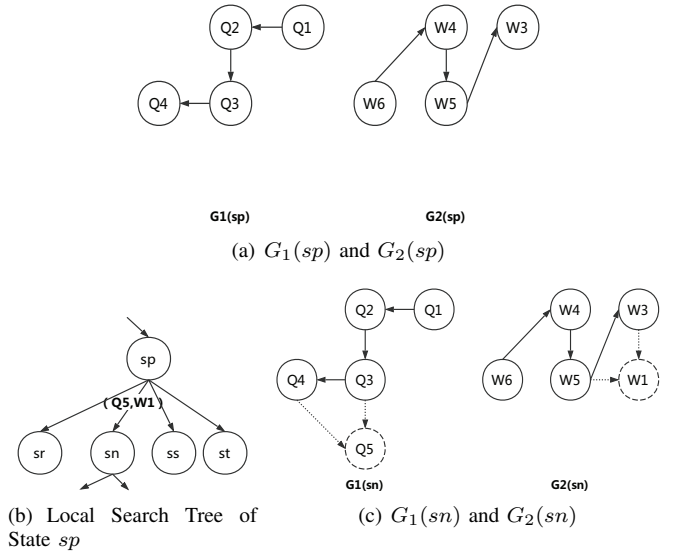 Q2 Q1 W4 W3
Q4 Q3 W6 W5
G1(sp) G2(sp)
(a) G₁(sp) and G₂(sp)
sp
( Q5,W1 )
sr sn ss st
(b) Local Search Tree of
State sp
Q2 Q1 W4 W3
Q4 Q3 W6 W5 W1
Q5
G1(sn) G2(sn)
(c) G₁(sn) and G₂(sn)